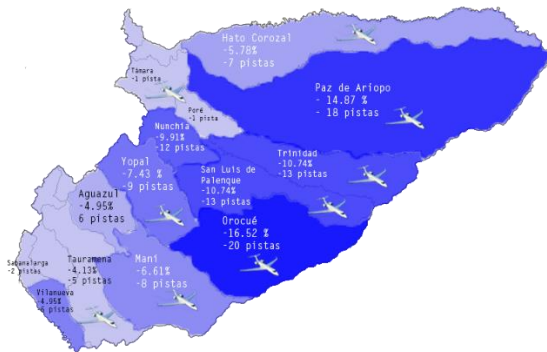 Hato Corozal
-5.78%
-7 pistas
Támara
-1 pista
Paz de Ariopo
- 14.87 %
- 18 pistas
Poré
-1 pista
Nunchia
-9.91%
-12 pistas
Trinidad
-10.74%
-13 pistas
Yopal
-7.43 %
-9 pistas
San Luis de
Palenque
-10.74%
-13 pistas
Aguazul
-4.95%
6 pistas
Orocué
-16.52 %
-20 pistas
Sabanalarga
-2 pistas
Tauramena
-4.13%
-5 pistas
Maní
-6.61%
-8 pistas
Vilanuava
-4.95%
-6 pistas